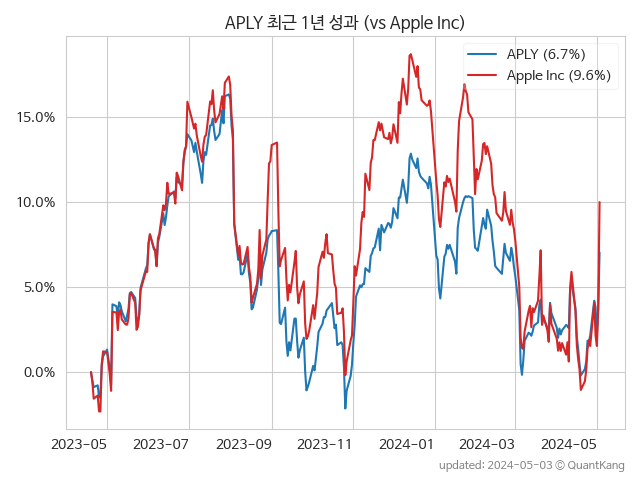 APLY 최근 1년 성과 (vs Apple Inc)
APLY (6.7%)
Apple Inc (9.6%)
15.0%
10.0%
5.0%
0.0%
2023-05 2023-07 2023-09 2023-11 2024-01 2024-03 2024-05
updated: 2024-05-03 © QuantKang